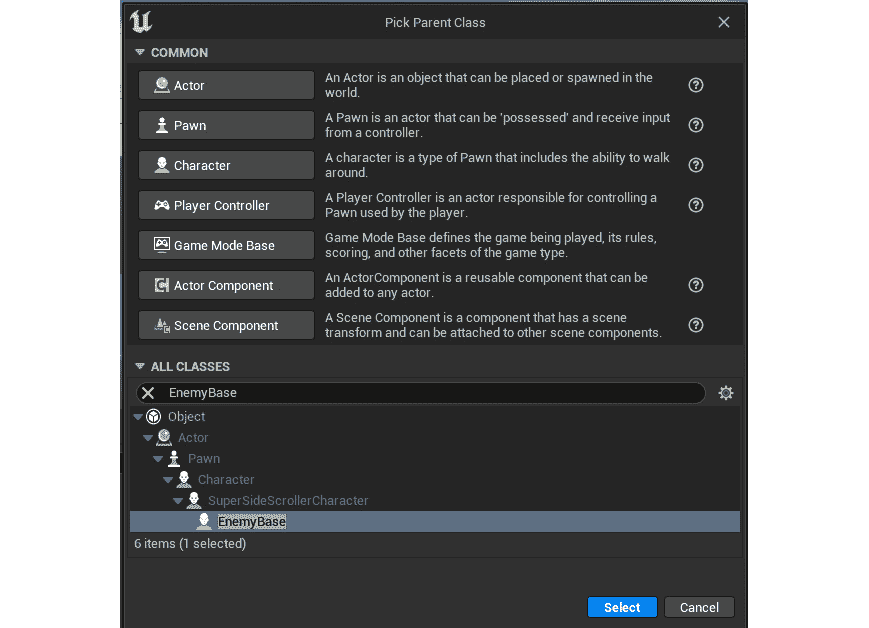 Pick Parent Class
COMMON
Actor
An Actor is an object that can be placed or spawned in the
world.
Pawn
A Pawn is an actor that can be 'possessed' and receive input
from a controller.
Character
A character is a type of Pawn that includes the ability to walk
around.
Player Controller
A Player Controller is an actor responsible for controlling a
Pawn used by the player.
Game Mode Base
Game Mode Base defines the game being played, its rules,
scoring, and other facets of the game type.
Actor Component
An ActorComponent is a reusable component that can be
added to any actor.
Scene Component
A Scene Component is a component that has a scene
transform and can be attached to other scene components.
ALL CLASSES
EnemyBase
Object
Actor
Pawn
Character
SuperSideScrollerCharacter
EnemyBase
6 items (1 selected)
Select
Cancel